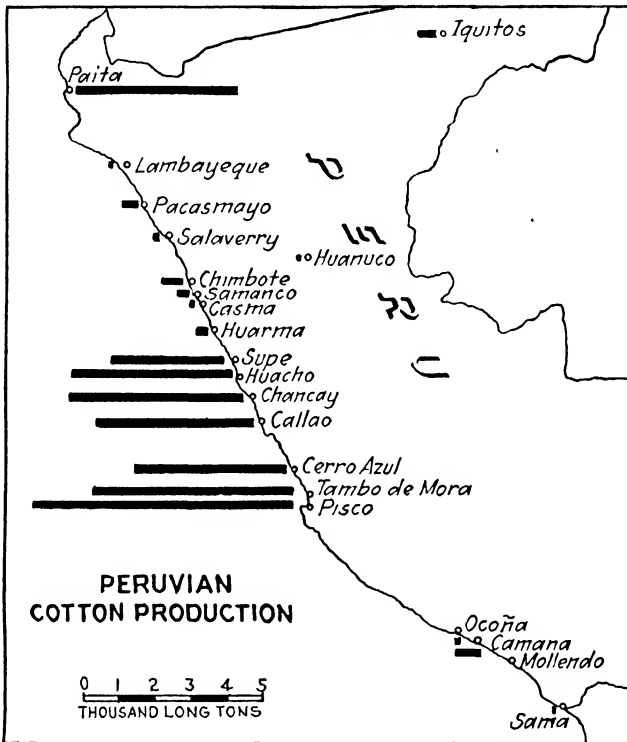 Iquitos
Paita
Lambayeque
Pacasmayo
Salaverry
Huanuco
Chimbote
Samanco
Casma
Huarma
Supe
Huacho
Chancay
Callao
Cerro Azul
Tambo de Mora
Pisco
PERUVIAN
COTTON PRODUCTION
Ocoña
Camana
Mollendo
0 1 2 3 4 5
THOUSAND LONG TONS
Sama